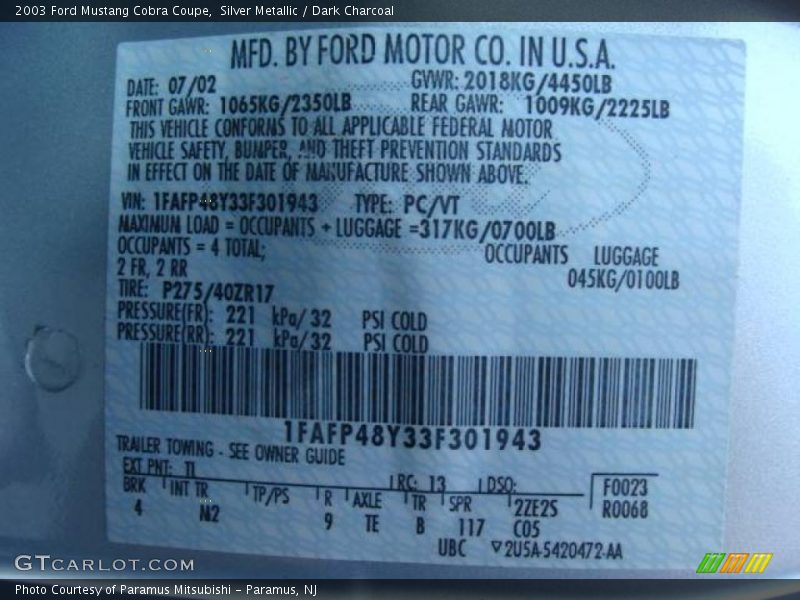 2003 Ford Mustang Cobra Coupe,  Silver Metallic / Dark Charcoal
MFD. BY FORD MOTOR CO. IN U.S.A.
DATE: 07/02 GVWR: 2018KG/4450LB
FRONT GAWR: 1065KG/2350LB REAR GAWR: 1009KG/2225LB
THIS VEHICLE CONFORMS TO ALL APPLICABLE FEDERAL MOTOR
VEHICLE SAFETY, BUMPER, AND THEFT PREVENTION STANDARDS
IN EFFECT ON THE DATE OF MANUFACTURE SHOWN ABOVE.
VIN: 1FAFP48Y33F301943 TYPE: PC/VT
MAXIMUM LOAD = OCCUPANTS + LUGGAGE =317KG/0700LB
OCCUPANTS = 4 TOTAL; OCCUPANTS LUGGAGE
2 FR, 2 RR 045KG/0100LB
TIRE: P275/40ZR17
PRESSURE(FR): 221 kPa/ 32 PSI COLD
PRESSURE(RR): 221 kPa/ 32 PSI COLD
1FAFP48Y33F301943
TRAILER TOWING - SEE OWNER GUIDE
EXT PNT: TL RC: 13 DSO: F0023
BRK INT TR TP/PS R AXLE TR SPR 2ZE2S R0068
4 N2 9 TE B 117 C05
UBC ▽2U5A-5420472-AA
GTCARLOT.COM
Photo Courtesy of Paramus Mitsubishi – Paramus, NJ